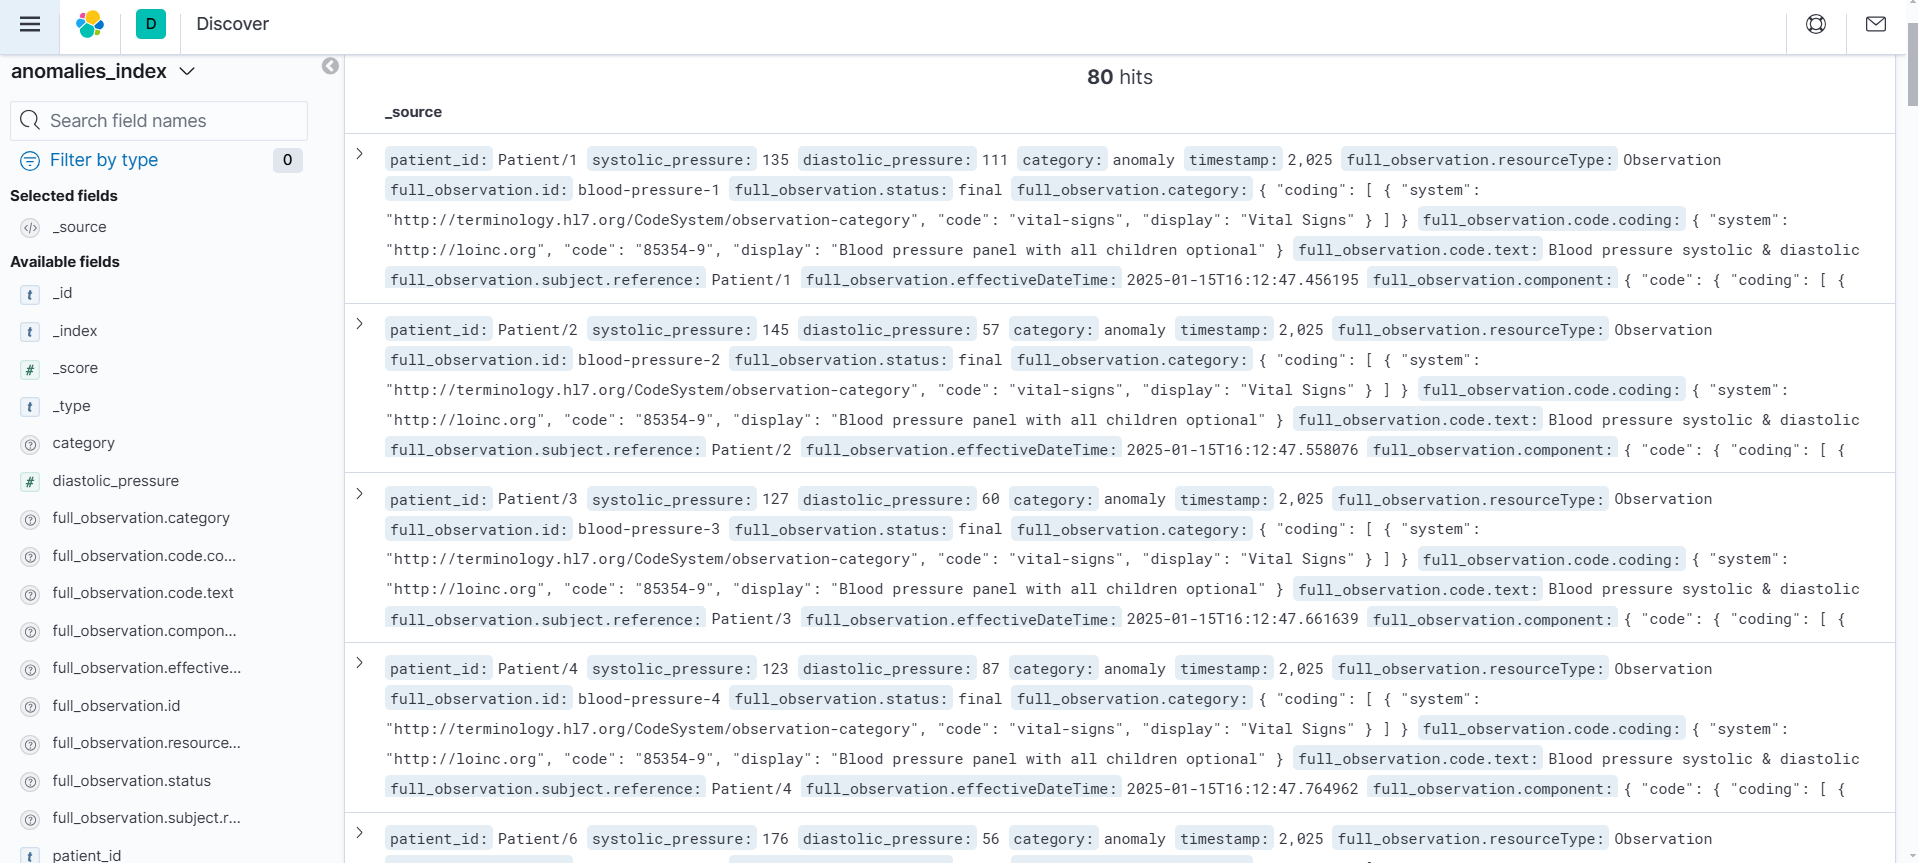 D Discover
anomalies_index
Search field names
Filter by type 0
Selected fields
_source
Available fields
_id
_index
_score
_type
category
diastolic_pressure
full_observation.category
full_observation.code.co...
full_observation.code.text
full_observation.compon...
full_observation.effective...
full_observation.id
full_observation.resource...
full_observation.status
full_observation.subject.r...
patient_id
80 hits
_source
patient_id: Patient/1 systolic_pressure: 135 diastolic_pressure: 111 category: anomaly timestamp: 2,025 full_observation.resourceType: Observation
full_observation.id: blood-pressure-1 full_observation.status: final full_observation.category: { "coding": [ { "system":
"http://terminology.hl7.org/CodeSystem/observation-category", "code": "vital-signs", "display": "Vital Signs" } ] } full_observation.code.coding: { "system":
"http://loinc.org", "code": "85354-9", "display": "Blood pressure panel with all children optional" } full_observation.code.text: Blood pressure systolic & diastolic
full_observation.subject.reference: Patient/1 full_observation.effectiveDateTime: 2025-01-15T16:12:47.456195 full_observation.component: { "code": { "coding": [ {
patient_id: Patient/2 systolic_pressure: 145 diastolic_pressure: 57 category: anomaly timestamp: 2,025 full_observation.resourceType: Observation
full_observation.id: blood-pressure-2 full_observation.status: final full_observation.category: { "coding": [ { "system":
"http://terminology.hl7.org/CodeSystem/observation-category", "code": "vital-signs", "display": "Vital Signs" } ] } full_observation.code.coding: { "system":
"http://loinc.org", "code": "85354-9", "display": "Blood pressure panel with all children optional" } full_observation.code.text: Blood pressure systolic & diastolic
full_observation.subject.reference: Patient/2 full_observation.effectiveDateTime: 2025-01-15T16:12:47.558076 full_observation.component: { "code": { "coding": [ {
patient_id: Patient/3 systolic_pressure: 127 diastolic_pressure: 60 category: anomaly timestamp: 2,025 full_observation.resourceType: Observation
full_observation.id: blood-pressure-3 full_observation.status: final full_observation.category: { "coding": [ { "system":
"http://terminology.hl7.org/CodeSystem/observation-category", "code": "vital-signs", "display": "Vital Signs" } ] } full_observation.code.coding: { "system":
"http://loinc.org", "code": "85354-9", "display": "Blood pressure panel with all children optional" } full_observation.code.text: Blood pressure systolic & diastolic
full_observation.subject.reference: Patient/3 full_observation.effectiveDateTime: 2025-01-15T16:12:47.661639 full_observation.component: { "code": { "coding": [ {
patient_id: Patient/4 systolic_pressure: 123 diastolic_pressure: 87 category: anomaly timestamp: 2,025 full_observation.resourceType: Observation
full_observation.id: blood-pressure-4 full_observation.status: final full_observation.category: { "coding": [ { "system":
"http://terminology.hl7.org/CodeSystem/observation-category", "code": "vital-signs", "display": "Vital Signs" } ] } full_observation.code.coding: { "system":
"http://loinc.org", "code": "85354-9", "display": "Blood pressure panel with all children optional" } full_observation.code.text: Blood pressure systolic & diastolic
full_observation.subject.reference: Patient/4 full_observation.effectiveDateTime: 2025-01-15T16:12:47.764962 full_observation.component: { "code": { "coding": [ {
patient_id: Patient/6 systolic_pressure: 176 diastolic_pressure: 56 category: anomaly timestamp: 2,025 full_observation.resourceType: Observation